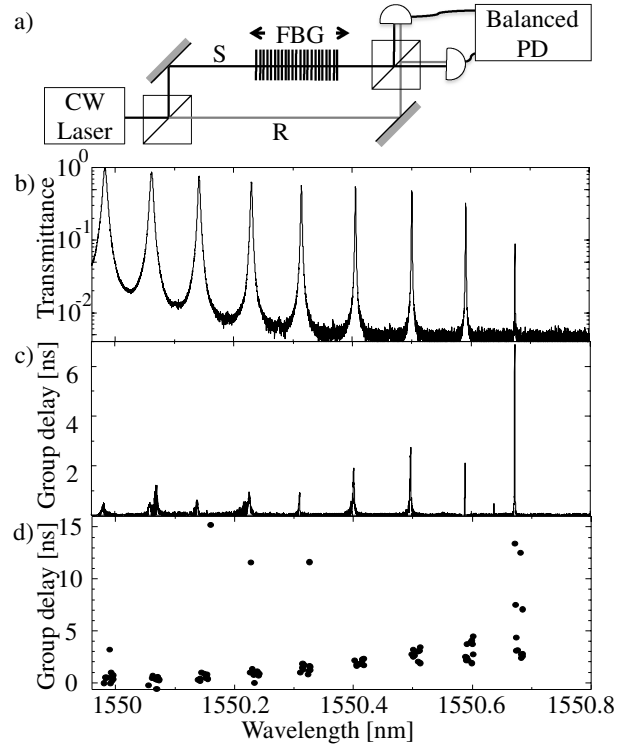 a)
FBG
S
CW
Laser
R
Balanced
PD
b)
Transmittance
10^0
10^-1
10^-2
c)
Group delay [ns]
6
4
2
d)
Group delay [ns]
15
10
5
0
1550
1550.2
1550.4
1550.6
1550.8
Wavelength [nm]